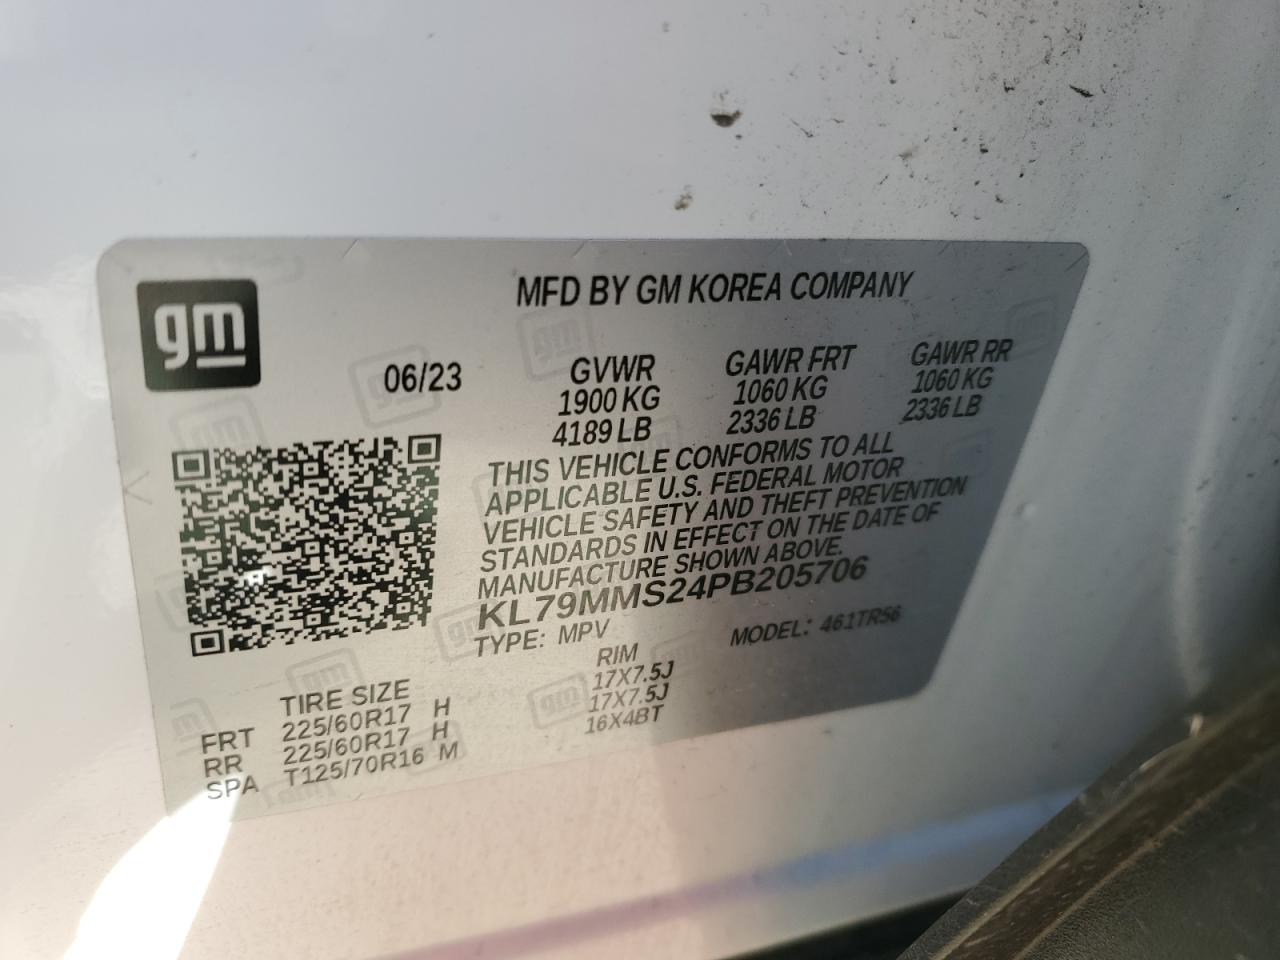 gm
MFD BY GM KOREA COMPANY
06/23
GVWR GAWR FRT GAWR RR
1900 KG 1060 KG 1060 KG
4189 LB 2336 LB 2336 LB
THIS VEHICLE CONFORMS TO ALL
APPLICABLE U.S. FEDERAL MOTOR
VEHICLE SAFETY AND THEFT PREVENTION
STANDARDS IN EFFECT ON THE DATE OF
MANUFACTURE SHOWN ABOVE.
KL79MMS24PB205706
TYPE: MPV MODEL: 461TR56
TIRE SIZE RIM
FRT 225/60R17 H 17X7.5J
RR 225/60R17 H 17X7.5J
SPA T125/70R16 M 16X4BT